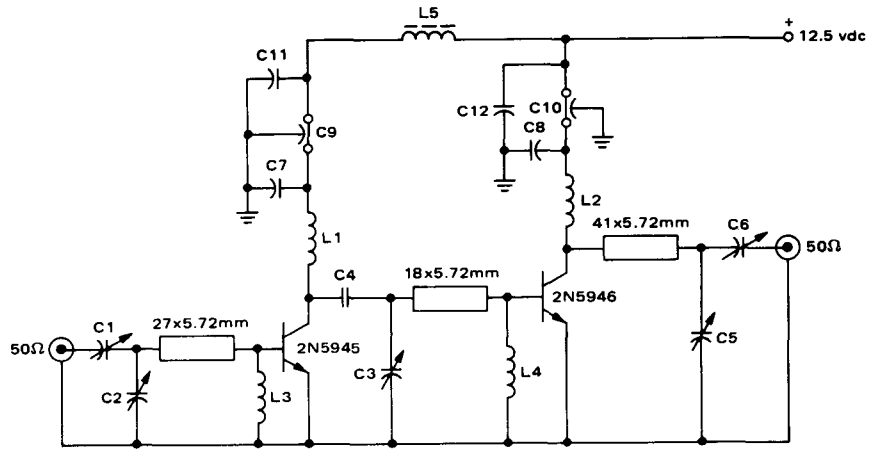 L5
+
12.5 vdc
C11
C9
C12
C10
C8
C7
L2
L1
41x5.72mm
C6
50Ω
C4
18x5.72mm
2N5946
C1
27x5.72mm
50Ω
2N5945
C3
C5
C2
L3
L4